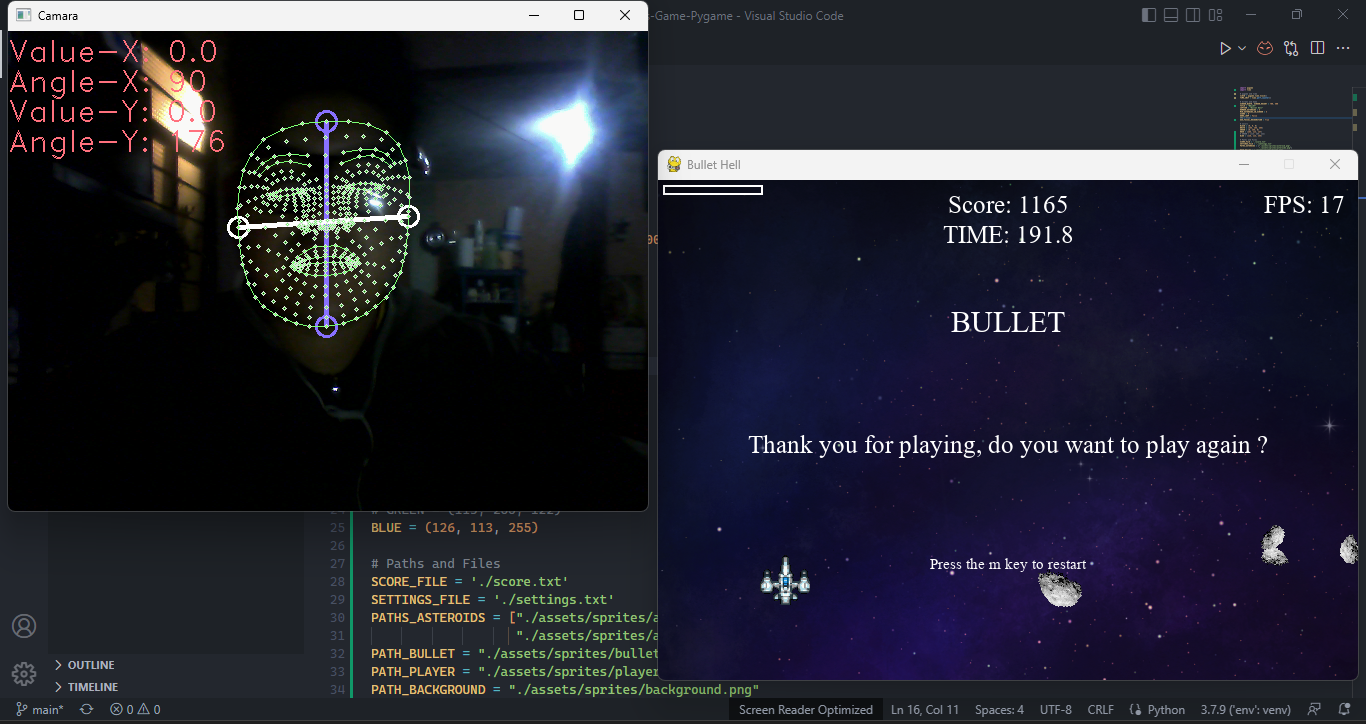 Camara
s-Game-Pygame - Visual Studio Code
Value-X: 0.0
Angle-X: 90
Value-Y: 0.0
Angle-Y: 176
Bullet Hell
Score: 1165
FPS: 17
TIME: 191.8
BULLET
Thank you for playing, do you want to play again ?
Press the m key to restart
25 BLUE = (126, 113, 255)
26
27 # Paths and Files
28 SCORE_FILE = './score.txt'
29 SETTINGS_FILE = './settings.txt'
30 PATHS_ASTEROIDS = ["./assets/sprites/a
31 "./assets/sprites/a
32 PATH_BULLET = "./assets/sprites/bullet
33 PATH_PLAYER = "./assets/sprites/player
34 PATH_BACKGROUND = "./assets/sprites/background.png"
OUTLINE
TIMELINE
main* 0 0 Screen Reader Optimized Ln 16, Col 11 Spaces: 4 UTF-8 CRLF Python 3.7.9 ('env': venv)